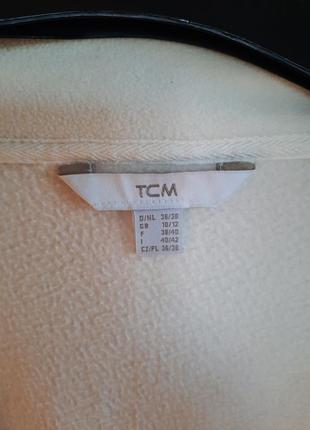 TCM
D/NL 36/38
GB 10/12
F 38/40
I 40/42
CZ/PL 36/38